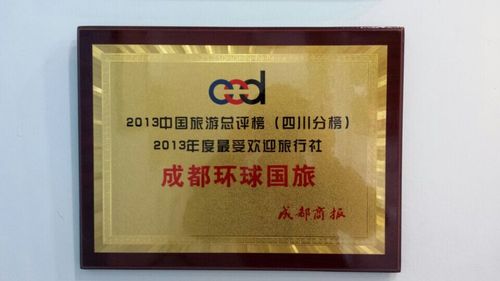 ced
2013中国旅游总评榜（四川分榜）
2013年度最受欢迎旅行社
成都环球国旅
成都商报